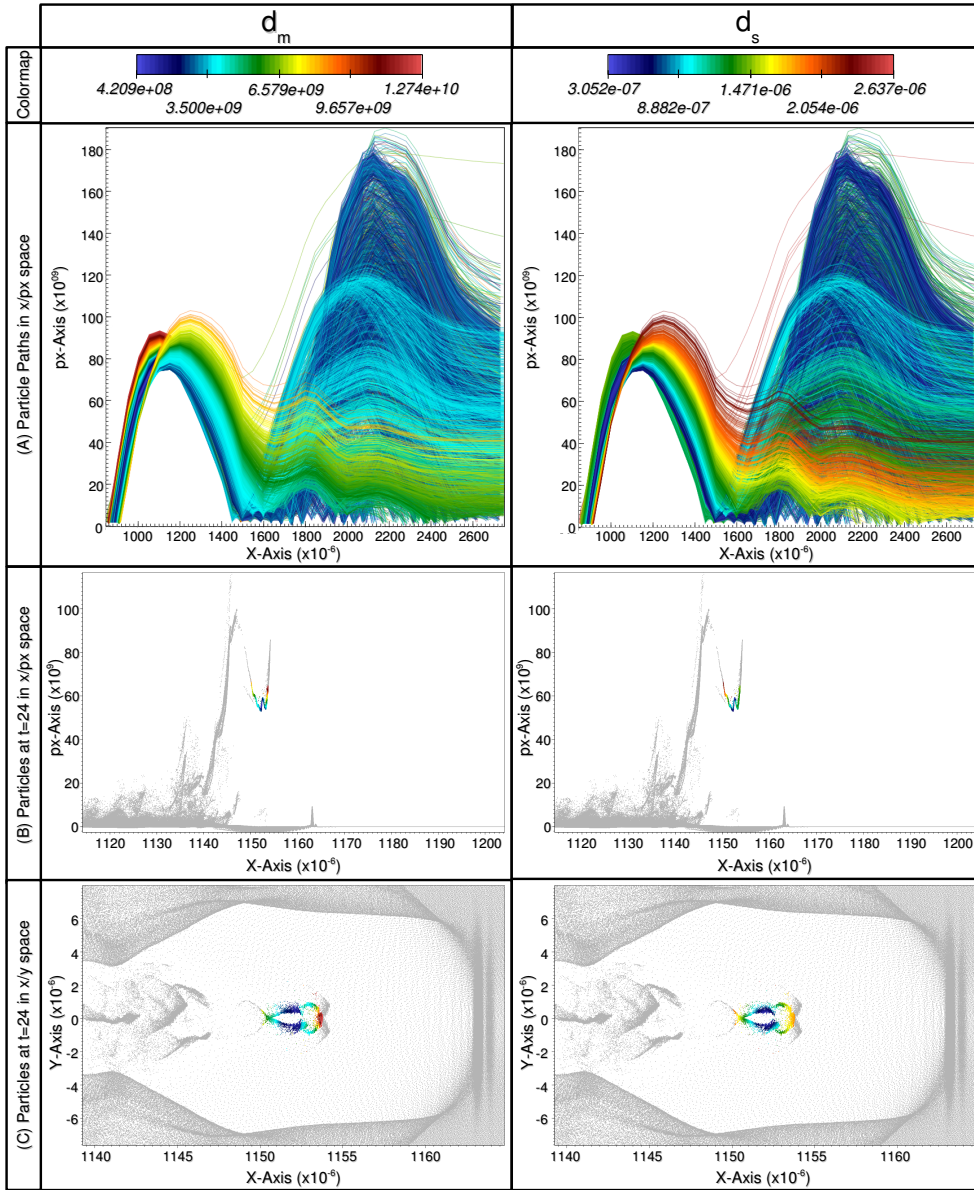 d_m
d_s
Colormap
4.209e+08 6.579e+09 1.274e+10
3.500e+09 9.657e+09
3.052e-07 1.471e-06 2.637e-06
8.882e-07 2.054e-06
(A) Particle Paths in x/px space
px-Axis (x10^09)
180
160
140
120
100
80
60
40
20
0
1000 1200 1400 1600 1800 2000 2200 2400 2600
X-Axis (x10^-6)
px-Axis (x10^09)
180
160
140
120
100
80
60
40
20
0
1000 1200 1400 1600 1800 2000 2200 2400 2600
X-Axis (x10^-6)
(B) Particles at t=24 in x/px space
px-Axis (x10^9)
100
80
60
40
20
0
1120 1130 1140 1150 1160 1170 1180 1190 1200
X-Axis (x10^-6)
px-Axis (x10^9)
100
80
60
40
20
0
1120 1130 1140 1150 1160 1170 1180 1190 1200
X-Axis (x10^-6)
(C) Particles at t=24 in x/y space
Y-Axis (x10^-6)
6
4
2
0
-2
-4
-6
1140 1145 1150 1155 1160
X-Axis (x10^-6)
Y-Axis (x10^-6)
6
4
2
0
-2
-4
-6
1140 1145 1150 1155 1160
X-Axis (x10^-6)